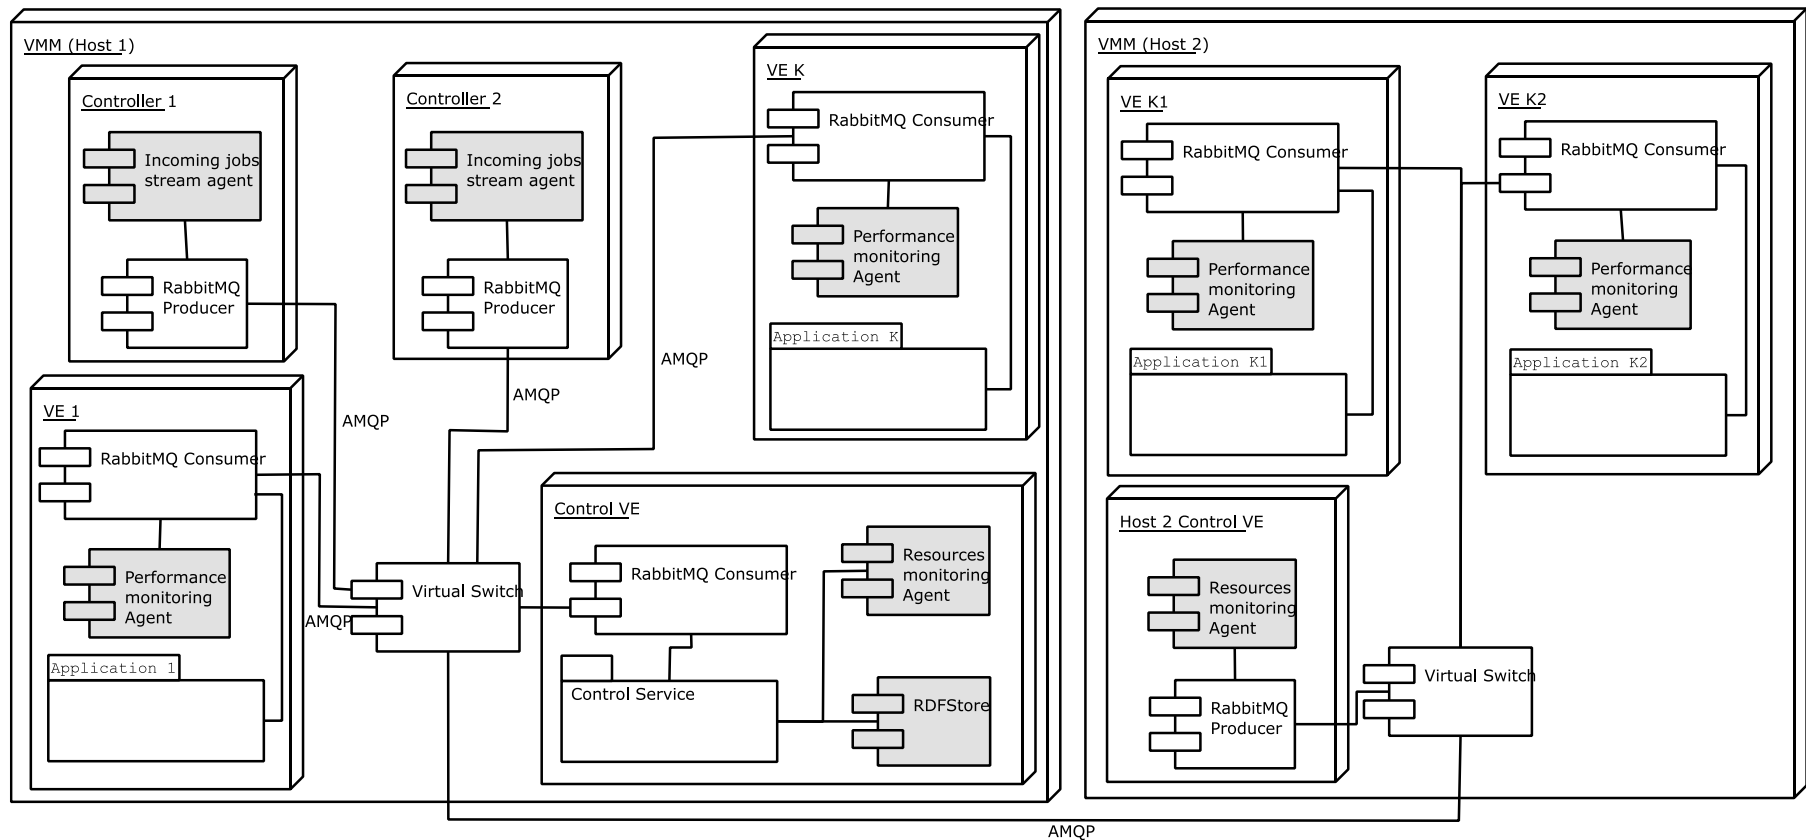 VMM (Host 1)
Controller 1
Incoming jobs
stream agent
RabbitMQ
Producer
AMQP
Controller 2
Incoming jobs
stream agent
RabbitMQ
Producer
AMQP
VE K
RabbitMQ Consumer
Performance
monitoring
Agent
Application K
AMQP
VE 1
RabbitMQ Consumer
Performance
monitoring
Agent
Application 1
AMQP
Virtual Switch
Control VE
RabbitMQ Consumer
Resources
monitoring
Agent
Control Service
RDFStore
VMM (Host 2)
VE K1
RabbitMQ Consumer
Performance
monitoring
Agent
Application K1
VE K2
RabbitMQ Consumer
Performance
monitoring
Agent
Application K2
Host 2 Control VE
Resources
monitoring
Agent
RabbitMQ
Producer
Virtual Switch
AMQP